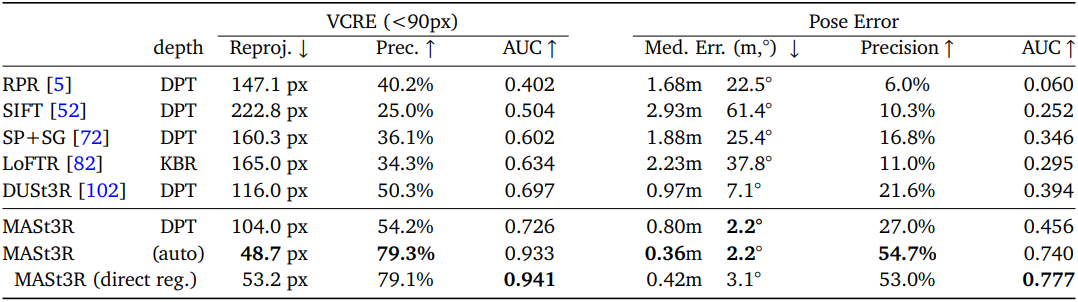 VCRE (<90px) Pose Error
depth Reproj. ↓ Prec. ↑ AUC ↑ Med. Err. (m,°) ↓ Precision ↑ AUC ↑
RPR [5] DPT 147.1 px 40.2% 0.402 1.68m 22.5° 6.0% 0.060
SIFT [52] DPT 222.8 px 25.0% 0.504 2.93m 61.4° 10.3% 0.252
SP+SG [72] DPT 160.3 px 36.1% 0.602 1.88m 25.4° 16.8% 0.346
LoFTR [82] KBR 165.0 px 34.3% 0.634 2.23m 37.8° 11.0% 0.295
DUSt3R [102] DPT 116.0 px 50.3% 0.697 0.97m 7.1° 21.6% 0.394
MASt3R DPT 104.0 px 54.2% 0.726 0.80m 2.2° 27.0% 0.456
MASt3R (auto) 48.7 px 79.3% 0.933 0.36m 2.2° 54.7% 0.740
MASt3R (direct reg.) 53.2 px 79.1% 0.941 0.42m 3.1° 53.0% 0.777